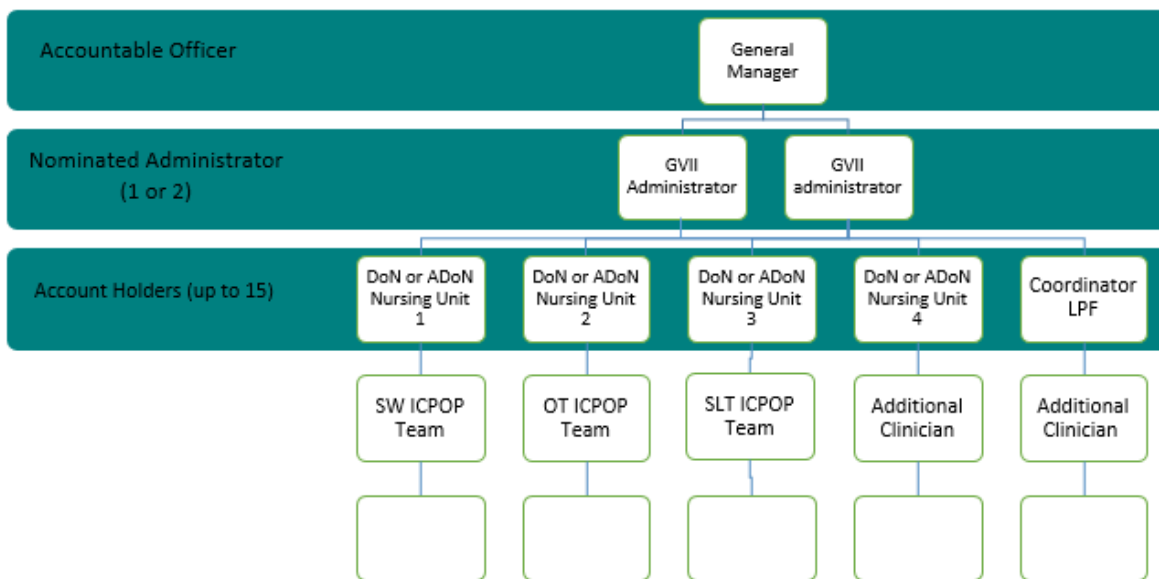 Accountable Officer
General
Manager
Nominated Administrator
(1 or 2)
GVII
Administrator
GVII
administrator
Account Holders (up to 15)
DoN or ADoN
Nursing Unit
1
DoN or ADoN
Nursing Unit
2
DoN or ADoN
Nursing Unit
3
DoN or ADoN
Nursing Unit
4
Coordinator
LPF
SW ICPOP
Team
OT ICPOP
Team
SLT ICPOP
Team
Additional
Clinician
Additional
Clinician